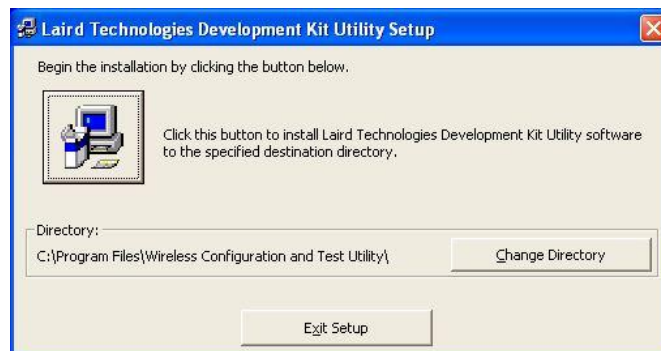 Laird Technologies Development Kit Utility Setup
Begin the installation by clicking the button below.
Click this button to install Laird Technologies Development Kit Utility software
to the specified destination directory.
Directory:
C:\Program Files\Wireless Configuration and Test Utility\
Change Directory
Exit Setup